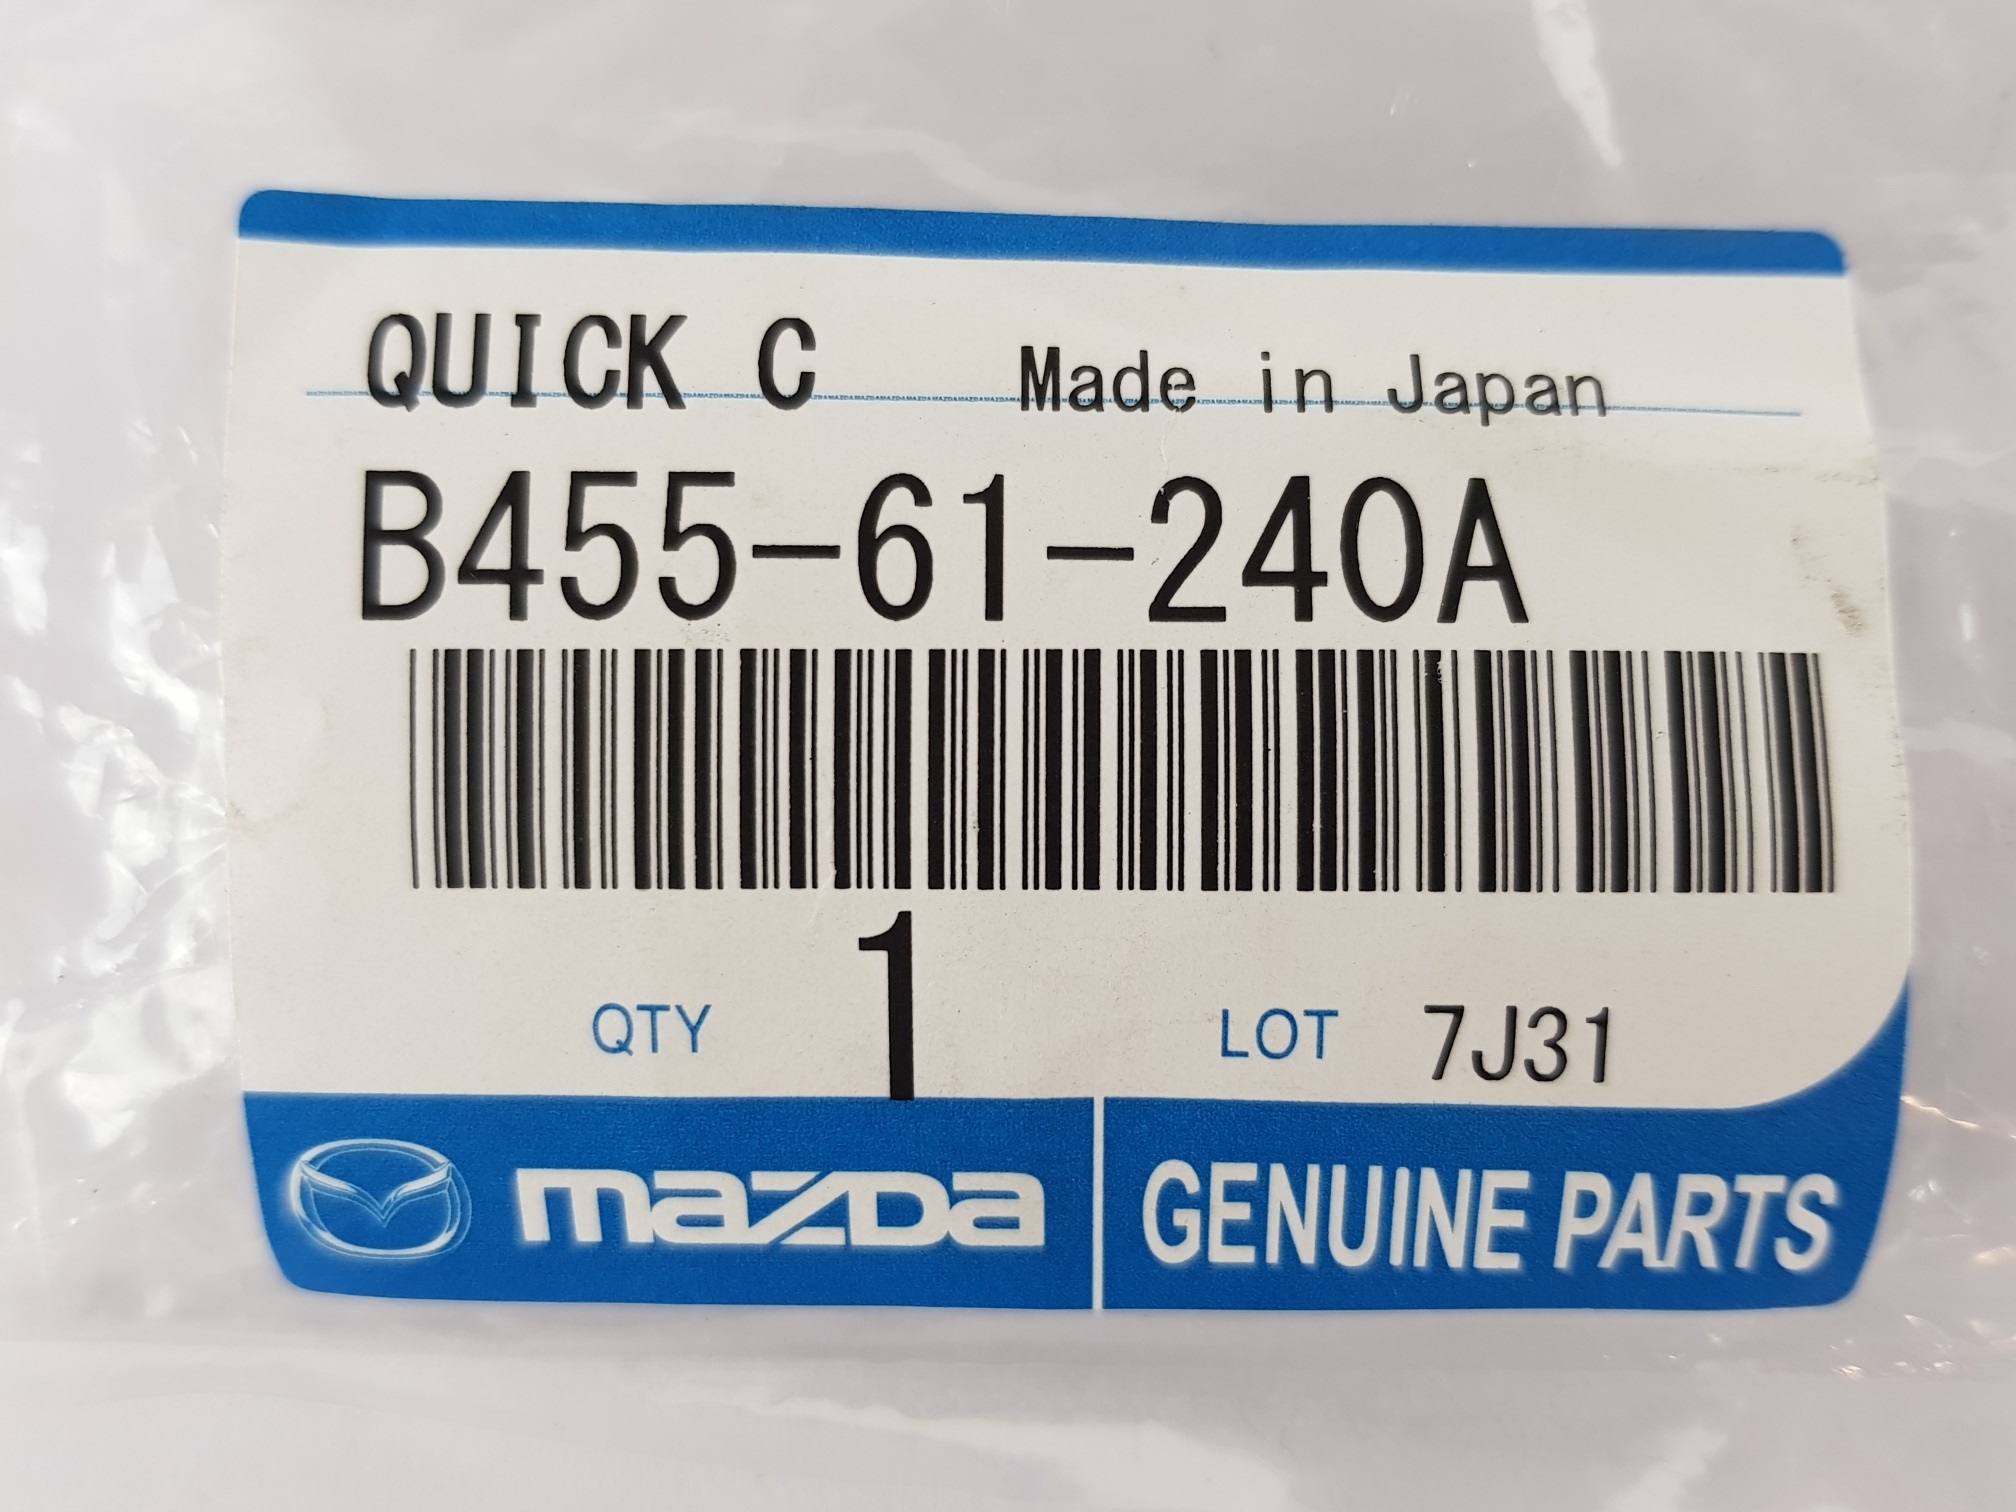 QUICK C Made in Japan
B455-61-240A
QTY 1 LOT 7J31
mazda GENUINE PARTS